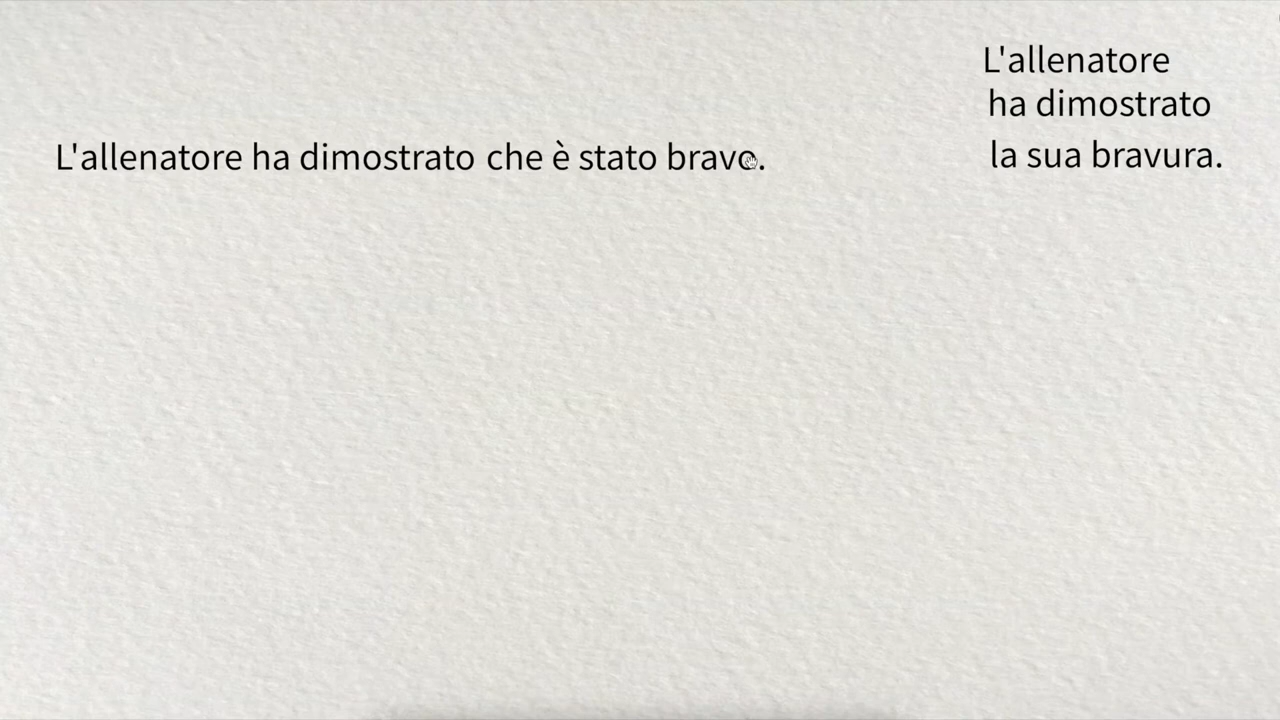 L'allenatore ha dimostrato che è stato bravo.
L'allenatore
ha dimostrato
la sua bravura.